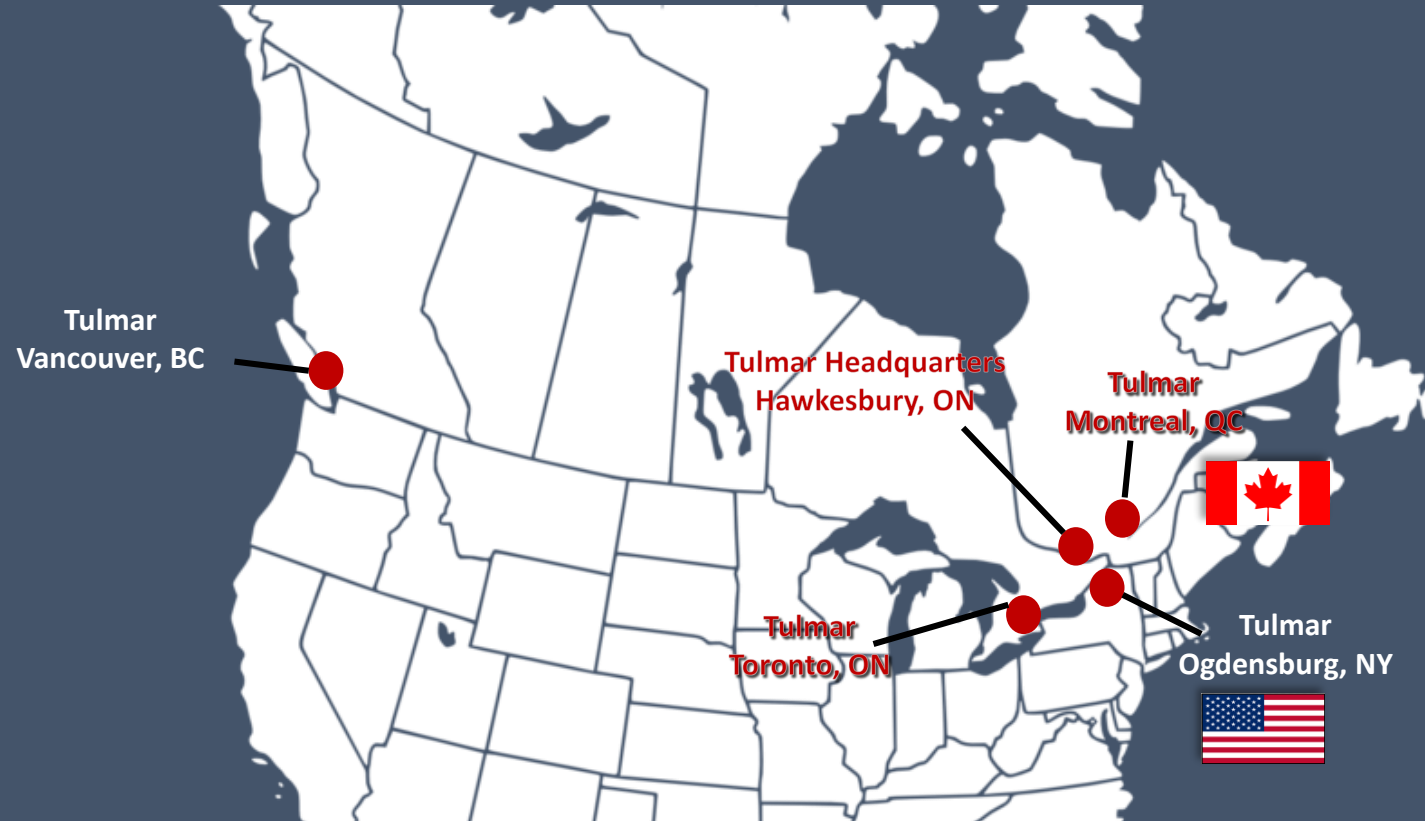 Tulmar
Vancouver, BC
Tulmar Headquarters
Hawkesbury, ON
Tulmar
Montreal, QC
Tulmar
Toronto, ON
Tulmar
Ogdensburg, NY